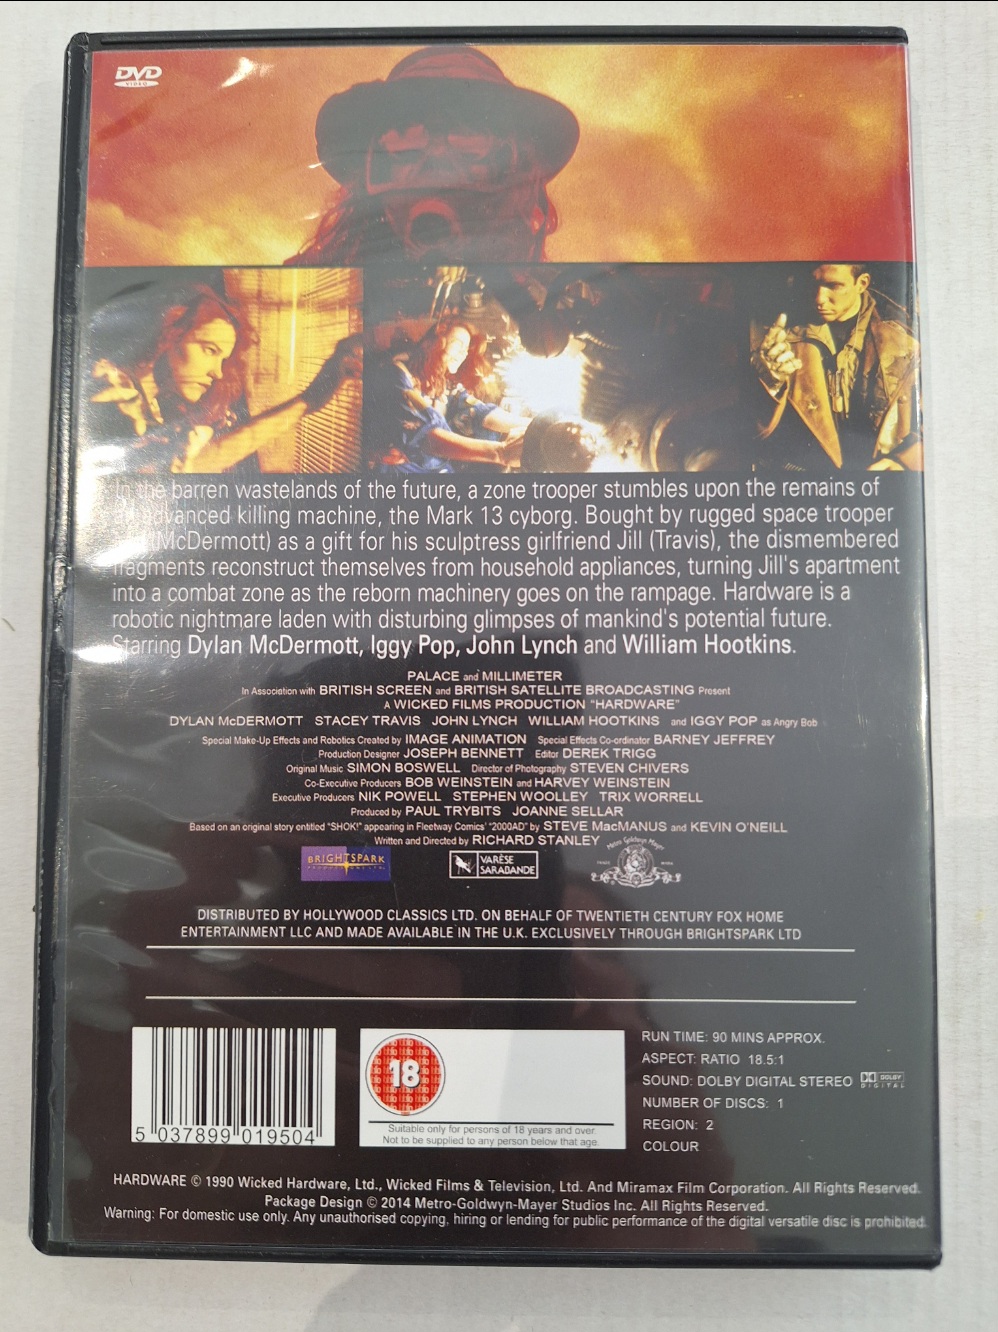 DVD
VIDEO
In the barren wastelands of the future, a zone trooper stumbles upon the remains of
an advanced killing machine, the Mark 13 cyborg. Bought by rugged space trooper
(McDermott) as a gift for his sculptress girlfriend Jill (Travis), the dismembered
fragments reconstruct themselves from household appliances, turning Jill's apartment
into a combat zone as the reborn machinery goes on the rampage. Hardware is a
robotic nightmare laden with disturbing glimpses of mankind's potential future.
Starring Dylan McDermott, Iggy Pop, John Lynch and William Hootkins.
PALACE and MILLIMETER
In Association with BRITISH SCREEN and BRITISH SATELLITE BROADCASTING Present
A WICKED FILMS PRODUCTION "HARDWARE"
DYLAN McDERMOTT STACEY TRAVIS JOHN LYNCH WILLIAM HOOTKINS and IGGY POP as Angry Bob
Special Make-Up Effects and Robotics Created by IMAGE ANIMATION Special Effects Co-ordinator BARNEY JEFFREY
Production Designer JOSEPH BENNETT Editor DEREK TRIGG
Original Music SIMON BOSWELL Director of Photography STEVEN CHIVERS
Co-Executive Producers BOB WEINSTEIN and HARVEY WEINSTEIN
Executive Producers NIK POWELL STEPHEN WOOLLEY TRIX WORRELL
Produced by PAUL TRYBITS JOANNE SELLAR
Based on an original story entitled "SHOK!" appearing in Fleetway Comics' "2000AD" by STEVE MacMANUS and KEVIN O'NEILL
Written and Directed by RICHARD STANLEY
BRIGHTSPARK
PRODUCTIONS LTD.
VARÈSE
SARABANDE
Metro Goldwyn Mayer
TRADE MARK
DISTRIBUTED BY HOLLYWOOD CLASSICS LTD. ON BEHALF OF TWENTIETH CENTURY FOX HOME
ENTERTAINMENT LLC AND MADE AVAILABLE IN THE U.K. EXCLUSIVELY THROUGH BRIGHTSPARK LTD
5 037899 019504
18
Suitable only for persons of 18 years and over.
Not to be supplied to any person below that age.
RUN TIME: 90 MINS APPROX.
ASPECT: RATIO 18.5:1
SOUND: DOLBY DIGITAL STEREO DOLBY
DIGITAL
NUMBER OF DISCS: 1
REGION: 2
COLOUR
HARDWARE © 1990 Wicked Hardware, Ltd., Wicked Films & Television, Ltd. And Miramax Film Corporation. All Rights Reserved.
Package Design © 2014 Metro-Goldwyn-Mayer Studios Inc. All Rights Reserved.
Warning: For domestic use only. Any unauthorised copying, hiring or lending for public performance of the digital versatile disc is prohibited.